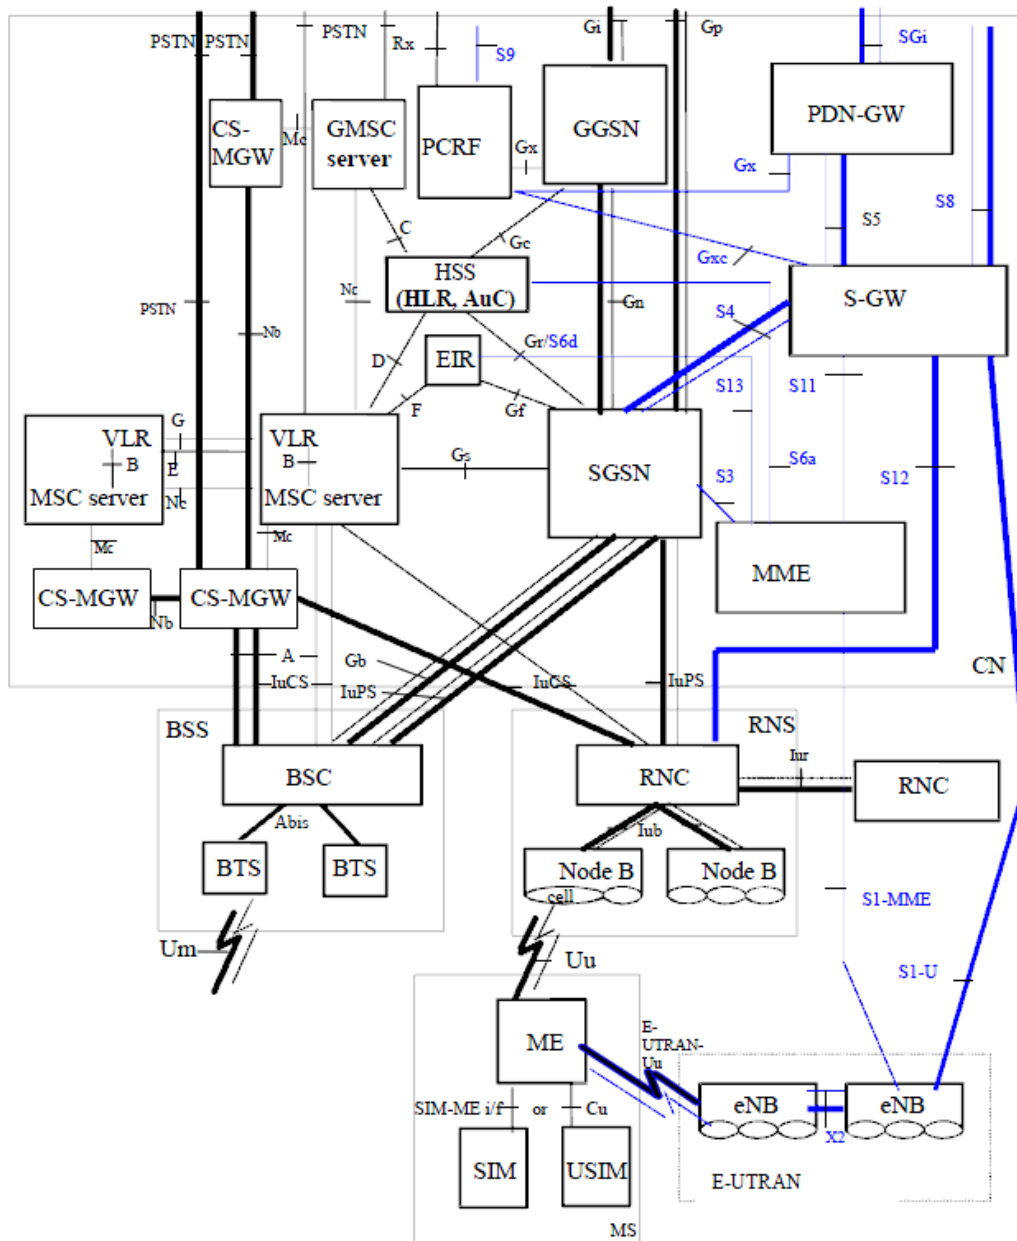 PSTN
PSTN
PSTN
Rx
S9
Gi
Gp
SGi
CS-
MGW
Mc
GMSC
server
PCRF
Gx
GGSN
PDN-GW
Gx
S5
S8
C
Gc
Gxc
HSS
(HLR, AuC)
Nc
Gn
S-GW
PSTN
Nb
D
EIR
Gr/S6d
S4
F
Gf
S13
S11
G
VLR
B
E
MSC server
Nc
VLR
B
MSC server
Gs
SGSN
S3
S6a
S12
Mc
Mc
MME
CS-MGW
Nb
CS-MGW
A
Gb
IuCS
IuPS
IuCS
IuPS
CN
BSS
RNS
BSC
RNC
Iur
RNC
Abis
Iub
BTS
BTS
Node B
Node B
cell
S1-MME
Um
Uu
S1-U
ME
E-
UTRAN-
Uu
SIM-ME i/f
or
Cu
eNB
X2
eNB
SIM
USIM
E-UTRAN
MS